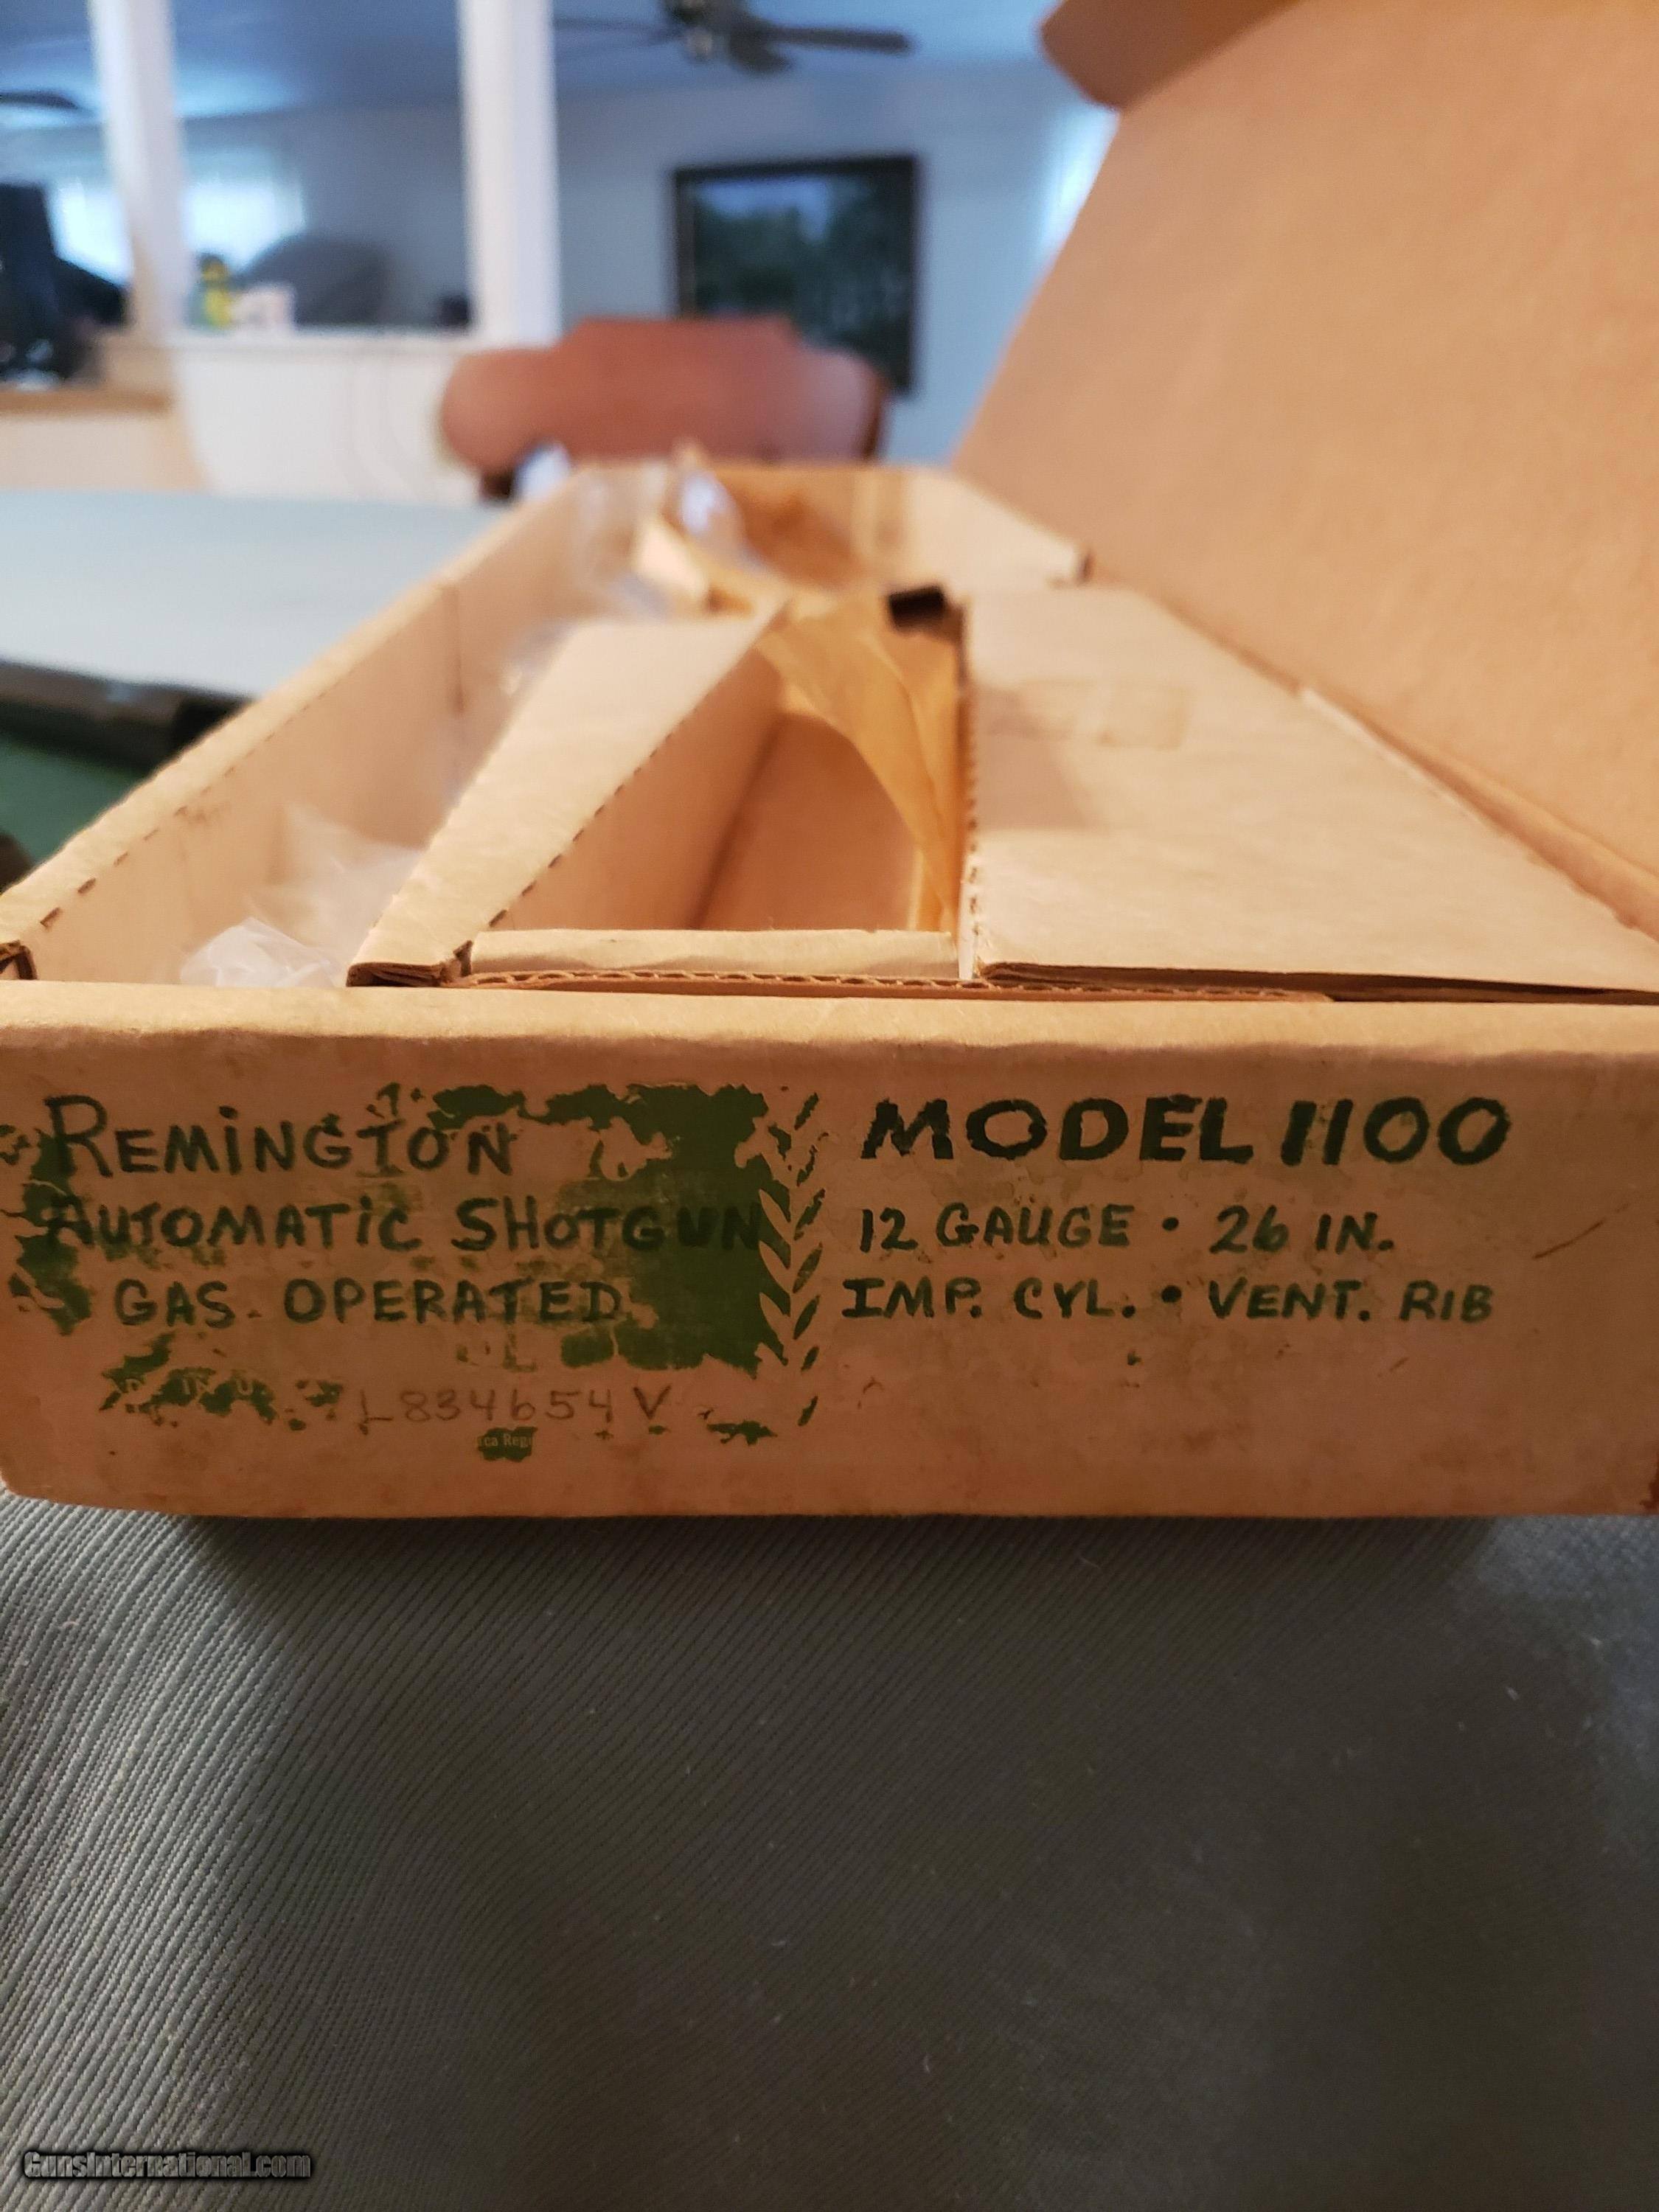 REMINGTON
AUTOMATIC SHOTGUN
GAS OPERATED
L834654V
MODEL 1100
12 GAUGE • 26 IN.
IMP. CYL. • VENT. RIB
GunsInternational.com